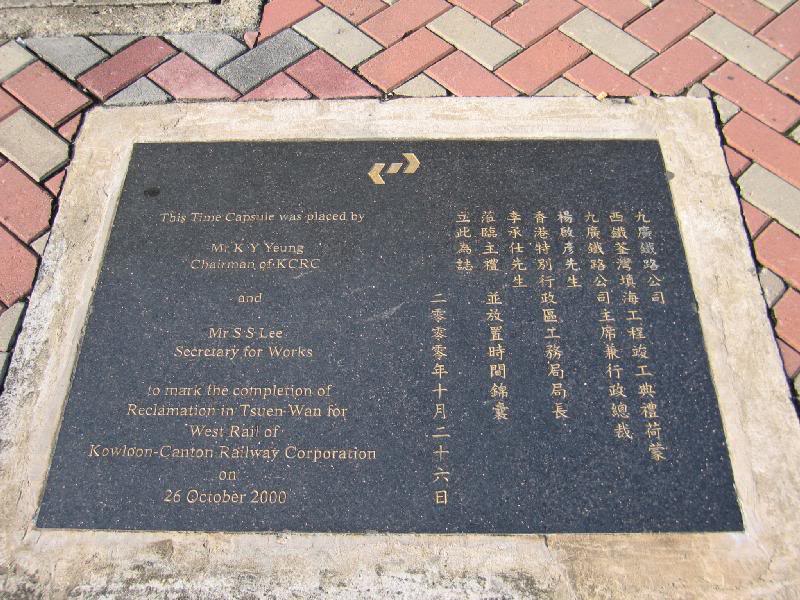 This Time Capsule was placed by
Mr K Y Yeung
Chairman of KCRC
and
Mr S S Lee
Secretary for Works
to mark the completion of
Reclamation in Tsuen Wan for
West Rail of
Kowloon-Canton Railway Corporation
on
26 October 2000
九廣鐵路公司
西鐵荃灣填海工程竣工典禮荷蒙
九廣鐵路公司主席兼行政總裁
楊啟彥先生
香港特別行政區工務局局長
李承仕先生
蒞臨主禮 並放置時間錦囊
立此為誌
二零零零年十月二十六日